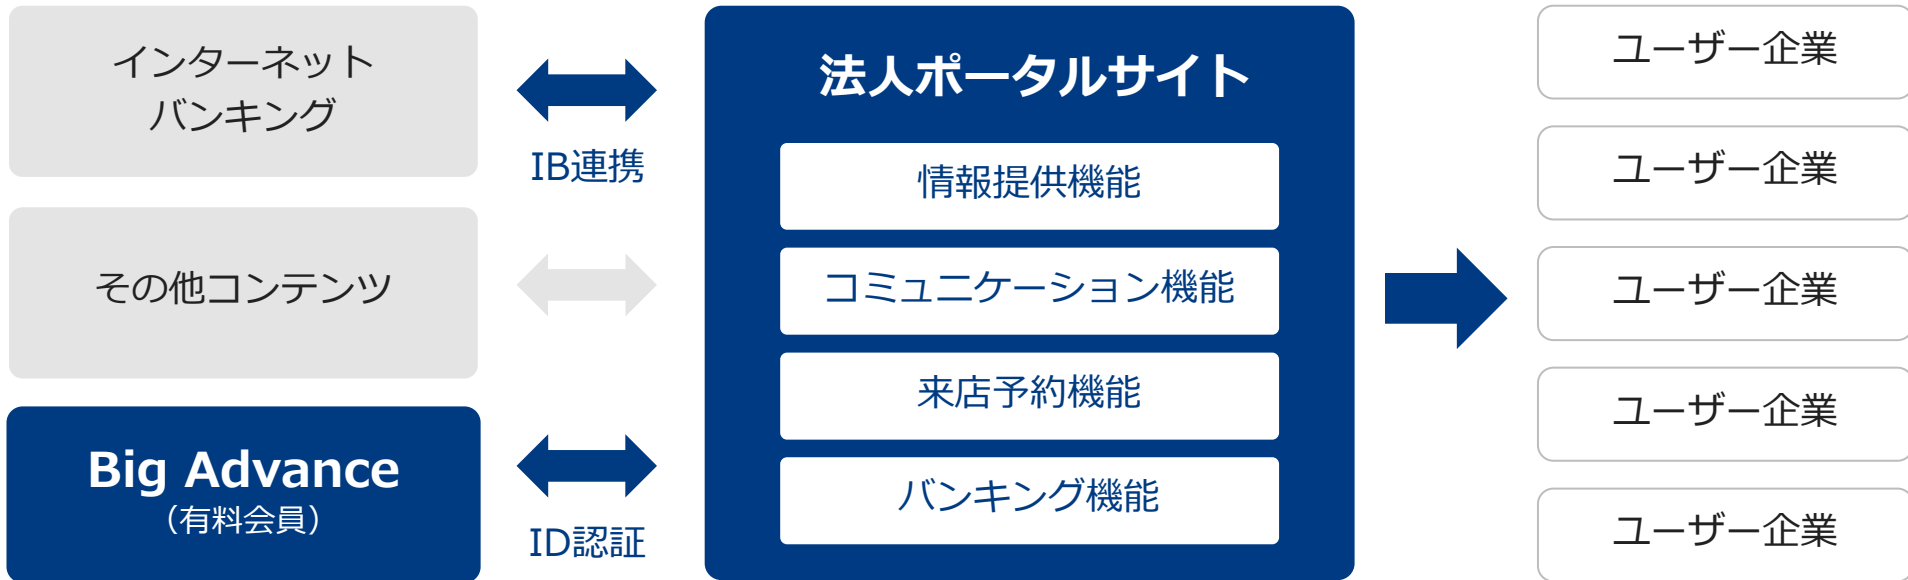 インターネット
バンキング
その他コンテンツ
Big Advance
（有料会員）
IB連携
ID認証
法人ポータルサイト
情報提供機能
コミュニケーション機能
来店予約機能
バンキング機能
ユーザー企業
ユーザー企業
ユーザー企業
ユーザー企業
ユーザー企業